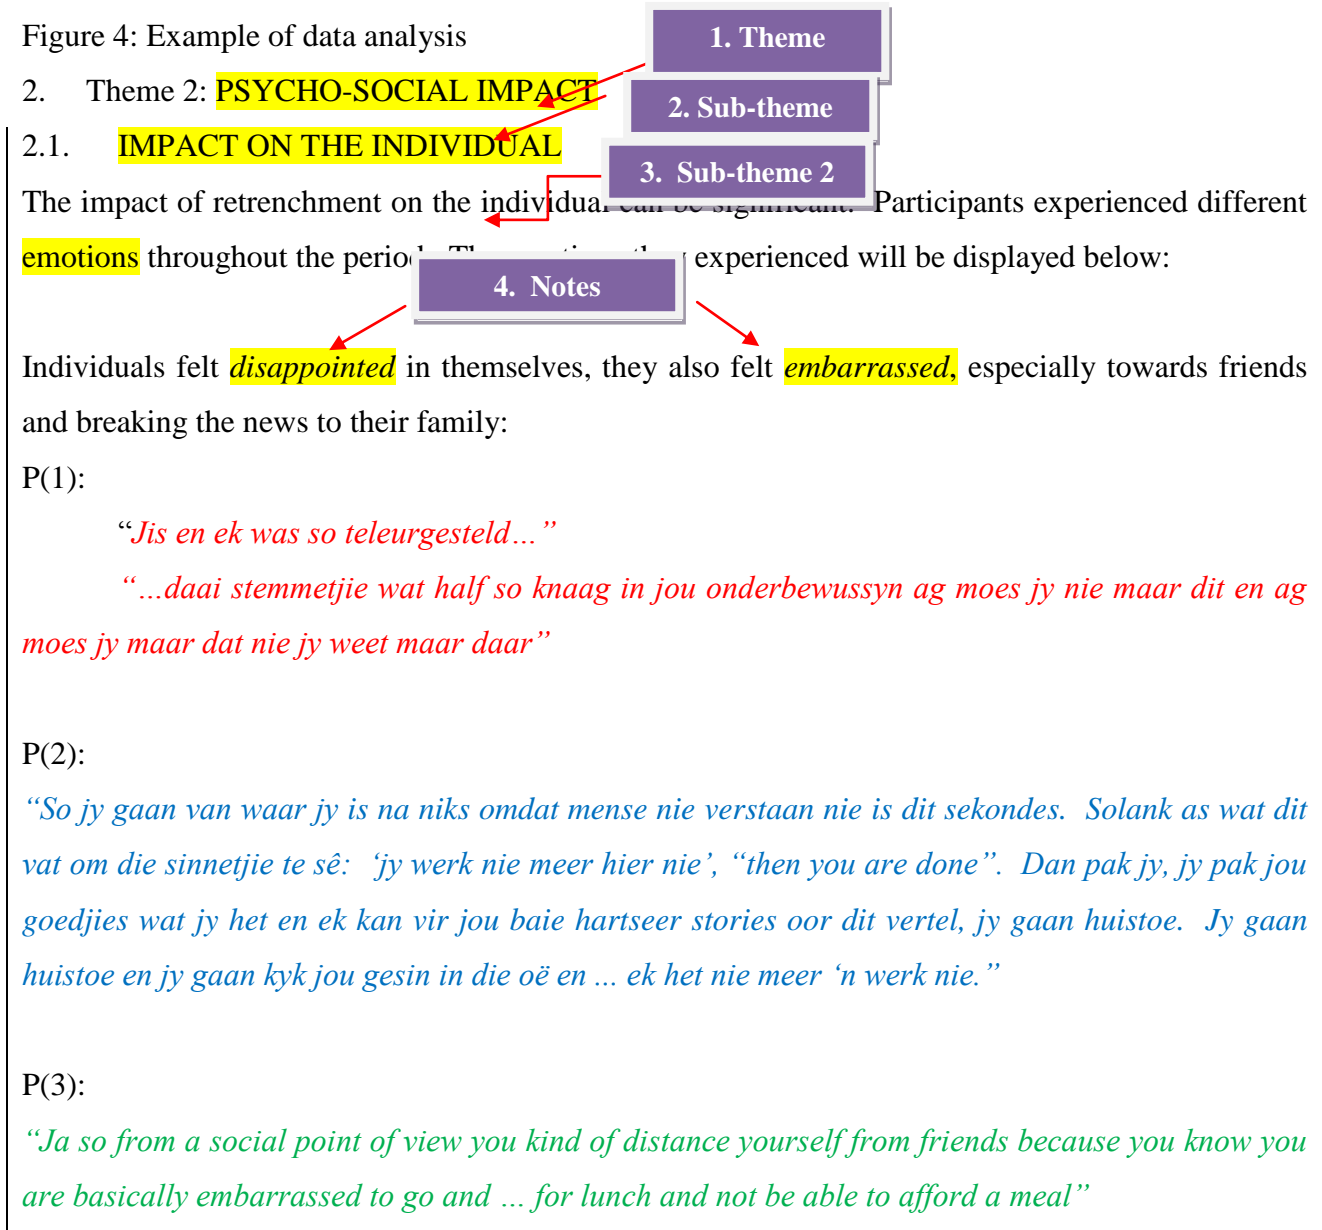 Figure 4: Example of data analysis
1. Theme
2. Theme 2: PSYCHO-SOCIAL IMPACT
2. Sub-theme
2.1. IMPACT ON THE INDIVIDUAL
3. Sub-theme 2
The impact of retrenchment on the individual Participants experienced different
emotions throughout the experienced will be displayed below:
4. Notes
Individuals felt disappointed in themselves, they also felt embarrassed, especially towards friends
and breaking the news to their family:
P(1):
“Jis en ek was so teleurgesteld…”
“…daai stemmetjie wat half so knaag in jou onderbewussyn ag moes jy nie maar dit en ag
moes jy maar dat nie jy weet maar daar”
P(2):
“So jy gaan van waar jy is na niks omdat mense nie verstaan nie is dit sekondes. Solank as wat dit
vat om die sinnetjie te sê: ‘jy werk nie meer hier nie’, “then you are done”. Dan pak jy, jy pak jou
goedjies wat jy het en ek kan vir jou baie hartseer stories oor dit vertel, jy gaan huistoe. Jy gaan
huistoe en jy gaan kyk jou gesin in die oë en ... ek het nie meer ‘n werk nie.”
P(3):
“Ja so from a social point of view you kind of distance yourself from friends because you know you
are basically embarrassed to go and … for lunch and not be able to afford a meal”